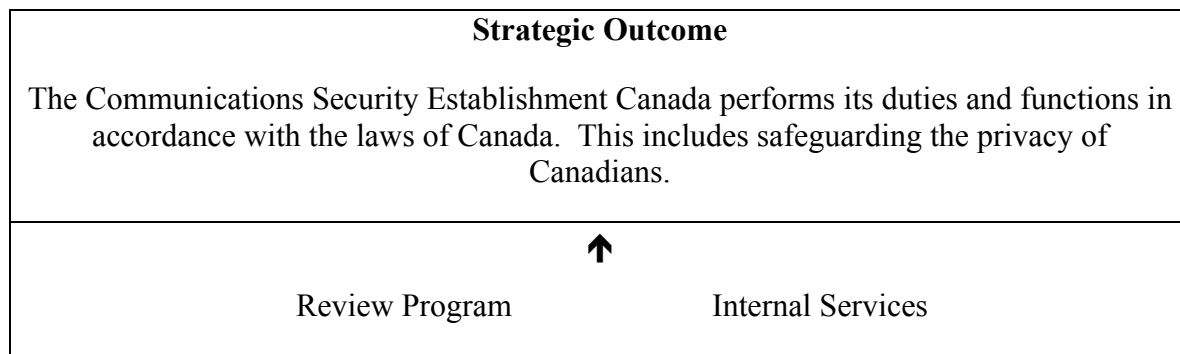 Strategic Outcome
The Communications Security Establishment Canada performs its duties and functions in
accordance with the laws of Canada.  This includes safeguarding the privacy of
Canadians.
Review Program Internal Services